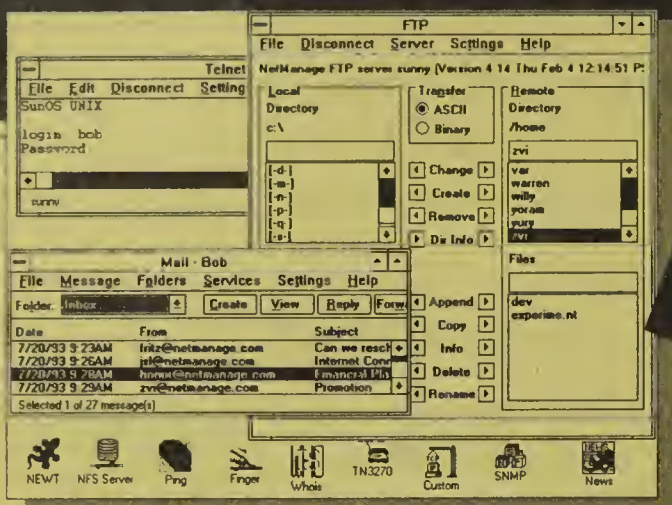 FTP
File Disconnect Server Settings Help
NetManage FTP server sunny (Version 4 14 Thu Feb 4 12:14:51 P
Local
Directory
c:\
[-d-]
[-m-]
[-n-]
[-p-]
[-q-]
[-s-]
Transfer
ASCII
Binary
Change
Create
Remove
Dir Info
Append
Copy
Info
Delete
Rename
Remote
Directory
/home
zvi
var
warren
willy
yoram
yury
zvi
Files
dev
experime.nt
Telnet
File Edit Disconnect Setting
SunOS UNIX
login bob
Password
sunny
Mail - Bob
File Message Folders Services Settings Help
Folder: Inbox Create View Reply Forw
Date From Subject
7/20/93 9:23AM fritz@netmanage.com Can we resch
7/20/93 9:26AM @netmanage.com Internet Conn
7/20/93 9:28AM @netmanage.com Financial Pla
7/20/93 9:29AM zvi@netmanage.com Promotion
Selected 1 of 27 message(s)
NEWT
NFS Server
Ping
Finger
Whois
TN3270
Custom
SNMP
News